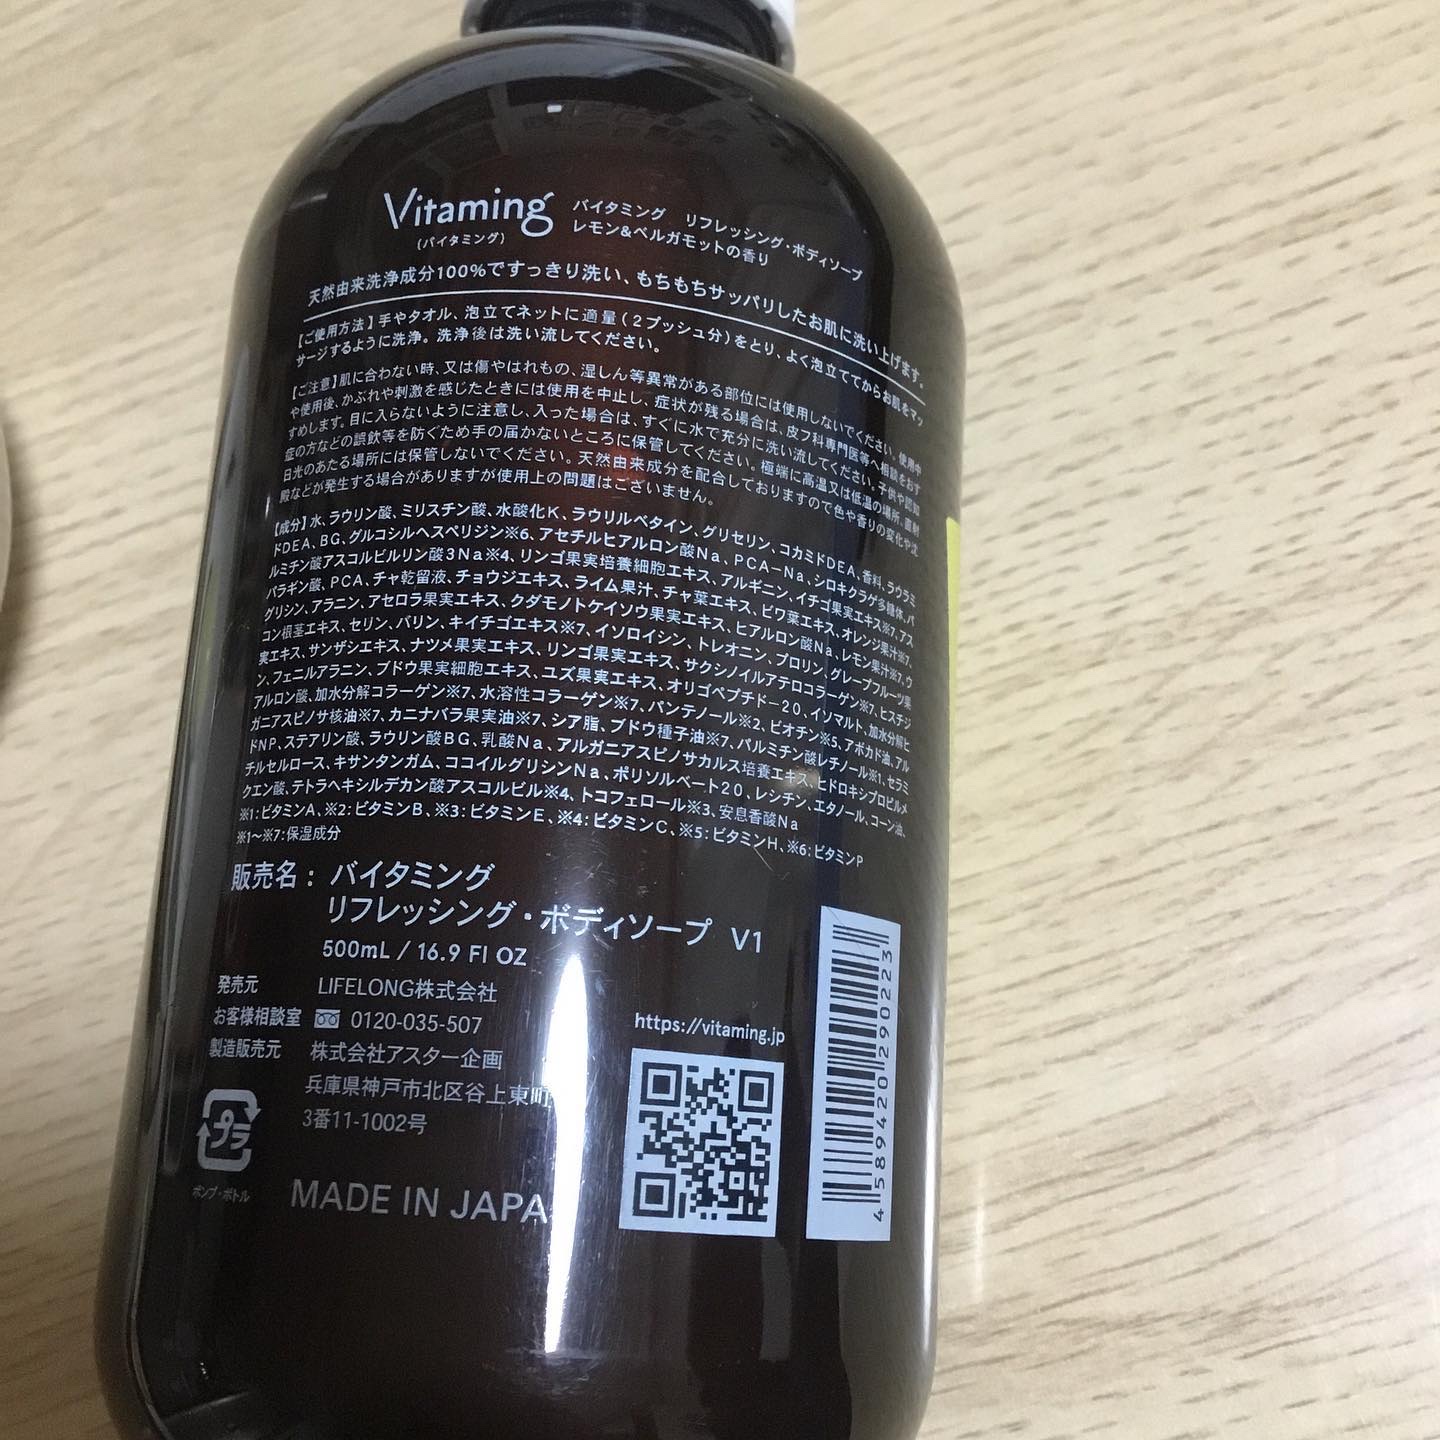 Vitaming
(バイタミング)
バイタミング リフレッシング・ボディソープ
レモン&ベルガモットの香り
天然由来洗浄成分100%ですっきり洗い、もちもちサッパリしたお肌に洗い上げます。
【ご使用方法】手やタオル、泡立てネットに適量(2プッシュ分)をとり、よく泡立ててからお肌をマッ
サージするように洗浄。洗浄後は洗い流してください。
【ご注意】肌に合わない時、又は傷やはれもの、湿しん等異常がある部位には使用しないでください。使用中
や使用後、かぶれや刺激を感じたときには使用を中止し、症状が残る場合は、皮フ科専門医等へ相談をおす
すめします。目に入らないように注意し、入った場合は、すぐに水で充分に洗い流してください。子供や認知
症の方などの誤飲等を防ぐため手の届かないところに保管してください。極端に高温又は低温の場所、直射
日光のあたる場所には保管しないでください。天然由来成分を配合しておりますので色や香りの変化や沈
殿などが発生する場合がありますが使用上の問題はございません。
【成分】水、ラウリン酸、ミリスチン酸、水酸化K、ラウリルベタイン、グリセリン、コカミドDEA、香料、ラウラミ
ドDEA、BG、グルコシルヘスペリジン※6、アセチルヒアルロン酸Na、PCA-Na、シロキクラゲ多糖体、パ
ルミチン酸アスコルビルリン酸3Na※4、リンゴ果実培養細胞エキス、アルギニン、イチゴ果実エキス※7、アス
パラギン酸、PCA、チャ乾留液、チョウジエキス、ライム果汁、チャ葉エキス、ビワ葉エキス、オレンジ果汁※7、
グリシン、アラニン、アセロラ果実エキス、クダモノトケイソウ果実エキス、ヒアルロン酸Na、レモン果汁※7、ウ
コン根茎エキス、セリン、バリン、キイチゴエキス※7、イソロイシン、トレオニン、プロリン、グレープフルーツ果
実エキス、サンザシエキス、ナツメ果実エキス、リンゴ果実エキス、サクシノイルアテロコラーゲン※7、ヒスチジ
ン、フェニルアラニン、ブドウ果実細胞エキス、ユズ果実エキス、オリゴペプチド-20、イソマルト、加水分解ヒ
アルロン酸、加水分解コラーゲン※7、水溶性コラーゲン※7、パンテノール※2、ビオチン※5、アボカド油、アル
ガニアスピノサ核油※7、カニナバラ果実油※7、シア脂、ブドウ種子油※7、パルミチン酸レチノール※1、セラミ
ドNP、ステアリン酸、ラウリン酸BG、乳酸Na、アルガニアスピノサカルス培養エキス、ヒドロキシプロピルメ
チルセルロース、キサンタンガム、ココイルグリシンNa、ポリソルベート20、レシチン、エタノール、コーン油、
クエン酸、テトラヘキシルデカン酸アスコルビル※4、トコフェロール※3、安息香酸Na
※1:ビタミンA、※2:ビタミンB、※3:ビタミンE、※4:ビタミンC、※5:ビタミンH、※6:ビタミンP
※1〜※7:保湿成分
販売名: バイタミング
リフレッシング・ボディソープ V1
500mL / 16.9 Fl OZ
発売元 LIFELONG株式会社
お客様相談室 0120-035-507
製造販売元 株式会社アスター企画
兵庫県神戸市北区谷上東町
3番11-1002号
プラ
ポンプ・ボトル
MADE IN JAPA
https://vitaming.jp
4589420290223